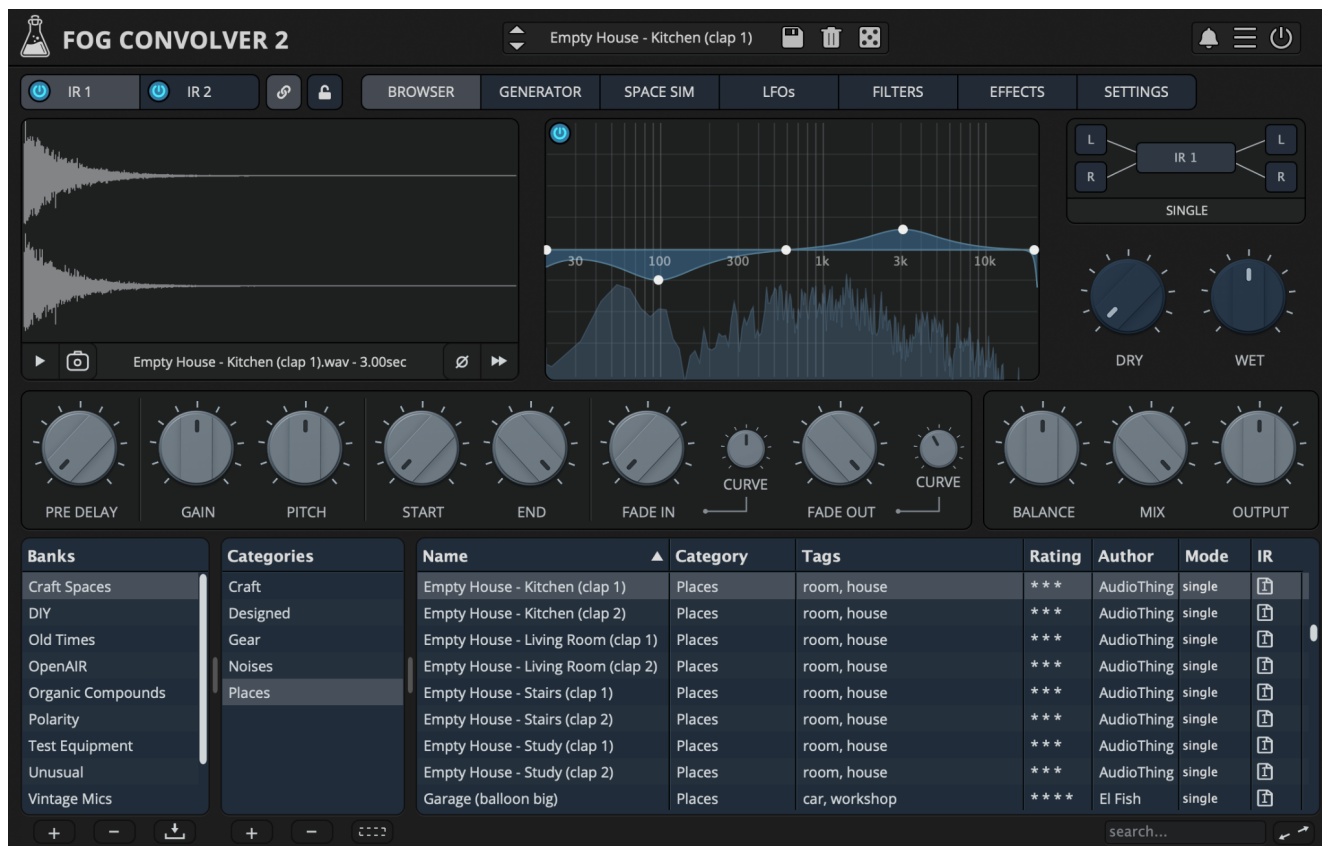 FOG CONVOLVER 2
Empty House - Kitchen (clap 1)
IR 1 IR 2 BROWSER GENERATOR SPACE SIM LFOs FILTERS EFFECTS SETTINGS
L IR 1 L
R R
SINGLE
30 100 300 1k 3k 10k
Empty House - Kitchen (clap 1).wav - 3.00sec
DRY WET
CURVE CURVE
PRE DELAY GAIN PITCH START END FADE IN FADE OUT BALANCE MIX OUTPUT
Banks Categories Name Category Tags Rating Author Mode IR
Craft Spaces Craft Empty House - Kitchen (clap 1) Places room, house *** AudioThing single 1
DIY Designed Empty House - Kitchen (clap 2) Places room, house *** AudioThing single 1
Old Times Gear Empty House - Living Room (clap 1) Places room, house *** AudioThing single 1
OpenAIR Noises Empty House - Living Room (clap 2) Places room, house *** AudioThing single 1
Organic Compounds Places Empty House - Stairs (clap 1) Places room, house *** AudioThing single 1
Polarity Empty House - Stairs (clap 2) Places room, house *** AudioThing single 1
Test Equipment Empty House - Study (clap 1) Places room, house *** AudioThing single 1
Unusual Empty House - Study (clap 2) Places room, house *** AudioThing single 1
Vintage Mics Garage (balloon big) Places car, workshop **** El Fish single 1
+ - + - search...